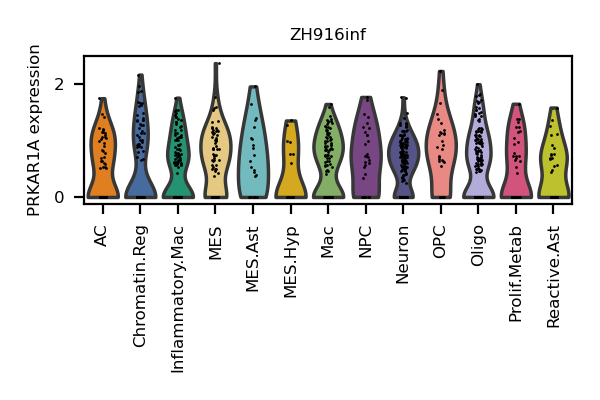 ZH916inf
PRKAR1A expression
2
0
AC
Chromatin.Reg
Inflammatory.Mac
MES
MES.Ast
MES.Hyp
Mac
NPC
Neuron
OPC
Oligo
Prolif.Metab
Reactive.Ast